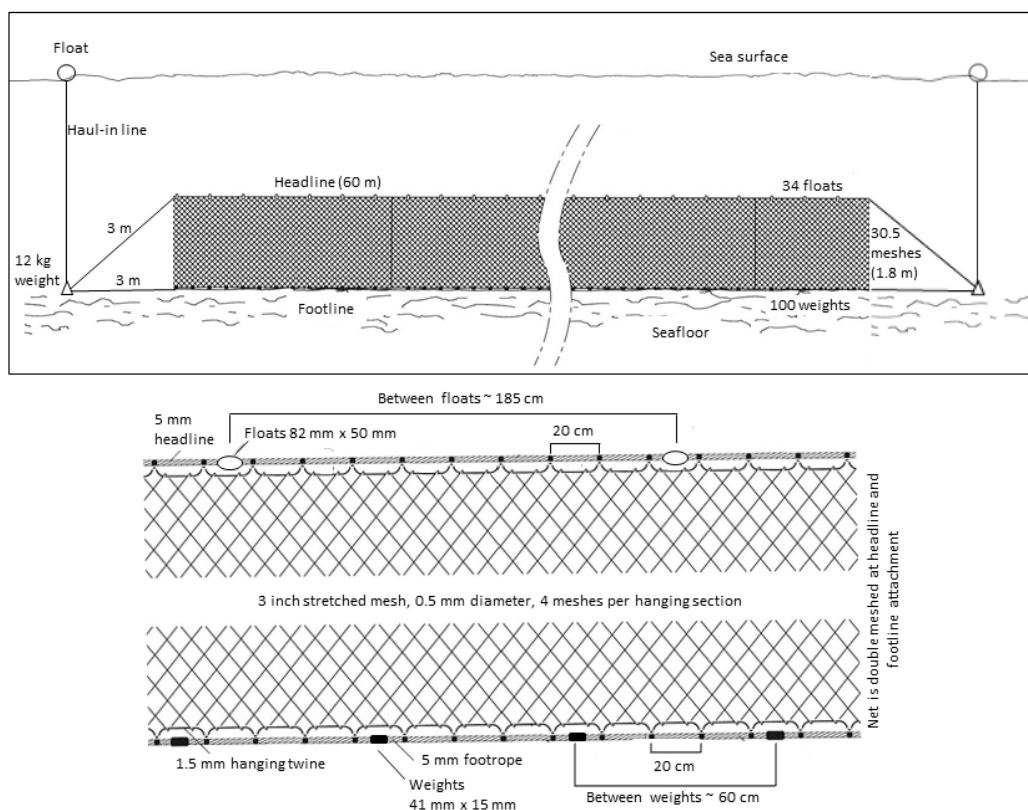 Float
Sea surface
Haul-in line
Headline (60 m)
34 floats
3 m
30.5
meshes
(1.8 m)
12 kg
weight
3 m
Footline
100 weights
Seafloor
Between floats ~ 185 cm
5 mm
headline
Floats 82 mm x 50 mm
20 cm
3 inch stretched mesh, 0.5 mm diameter, 4 meshes per hanging section
Net is double meshed at headline and
footline attachment
1.5 mm hanging twine
5 mm footrope
20 cm
Weights
41 mm x 15 mm
Between weights ~ 60 cm